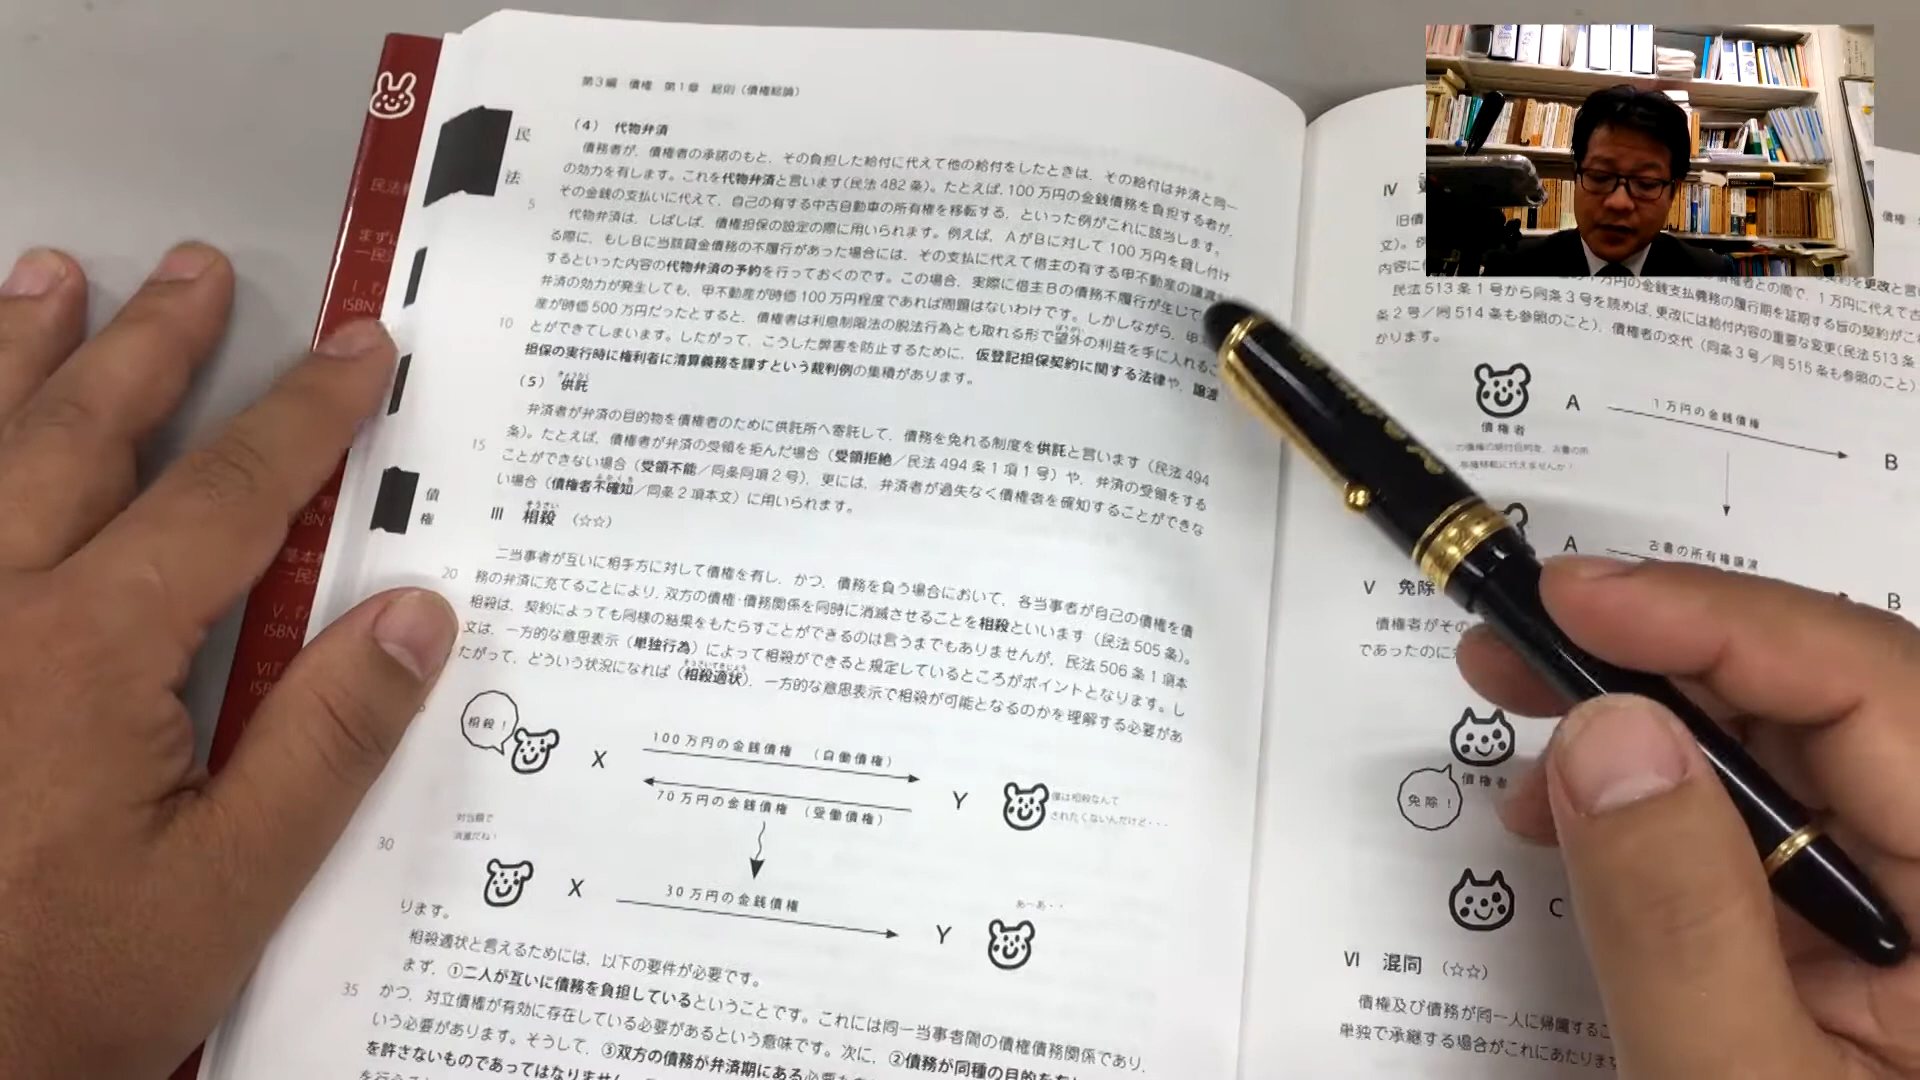 第3編 債権 第1章 総則(債権総論)
民
法
(4) 代物弁済
債務者が、債権者の承諾のもと、その負担した給付に代えて他の給付をしたときは、その給付は弁済と同一
の効力を有します。これを代物弁済と言います(民法482条)。たとえば、100万円の金銭債務を負担する者が、
その金銭の支払いに代えて、自己の有する中古自動車の所有権を移転する、といった例がこれに該当します。
5
代物弁済は、しばしば、債権担保の設定の際に用いられます。例えば、AがBに対して100万円を貸し付け
る際に、もしBに当該貸金債務の不履行があった場合には、その支払に代えて借主の有する甲不動産の譲渡
するといった内容の代物弁済の予約を行っておくのです。この場合、実際に借主Bの債務不履行が生じて
弁済の効力が発生しても、甲不動産が時価100万円程度であれば問題はないわけです。しかしながら、甲
産が時価500万円だったとすると、債権者は利息制限法の脱法行為とも取れる形で望外の利益を手に入れるこ
10
とができてしまいます。したがって、こうした弊害を防止するために、仮登記担保契約に関する法律や、譲渡
担保の実行時に権利者に清算義務を課すという裁判例の集積があります。
(5) 供託
弁済者が弁済の目的物を債権者のために供託所へ寄託して、債務を免れる制度を供託と言います(民法494
条)。たとえば、債権者が弁済の受領を拒んだ場合(受領拒絶/民法494条1項1号)や、弁済の受領をする
15
ことができない場合(受領不能/同条同項2号)、更には、弁済者が過失なく債権者を確知することができな
い場合(債権者不確知/同条2項本文)に用いられます。
債
権
III 相殺 (☆☆)
二当事者が互いに相手方に対して債権を有し、かつ、債務を負う場合において、各当事者が自己の債権を債
20 務の弁済に充てることにより、双方の債権・債務関係を同時に消滅させることを相殺といいます(民法505条)。
相殺は、契約によっても同様の結果をもたらすことができるのは言うまでもありませんが、民法506条1項本
文は、一方的な意思表示(単独行為)によって相殺ができると規定しているところがポイントとなります。し
たがって、どういう状況になれば(相殺適状)、一方的な意思表示で相殺が可能となるのかを理解する必要があ
相殺!
X
100万円の金銭債権 (自働債権)
70万円の金銭債権 (受働債権)
Y
僕は相殺なんて
されたくないんだけど・・・
対当額で
消滅だね!
30
X
30万円の金銭債権
Y
あ〜あ・・
ります。
相殺適状と言えるためには、以下の要件が必要です。
まず、①二人が互いに債務を負担しているということです。これには同一当事者間の債権債務関係であり、
35
かつ、対立債権が有効に存在している必要があるという意味です。次に、②債務が同種の目的を有
いう必要があります。そうして、③双方の債務が弁済期にある必要
を許さないものであってはなりません
IV
旧債
文)。
内容に
万円の金銭支払義務の履行期を延期する旨の契約がこ
民法513条1号から同条3号を読めば、更改には給付内容の重要な変更(民法513条
条2号/同514条も参照のこと)、債権者の交代(同条3号/同515条も参照のこと)
かります。
債権者
A
1万円の金銭債権
B
A
古書の所有権譲渡
B
V 免除
債権者がその
であったのに
債権者
免除!
C
VI 混同 (☆☆)
債権及び債務が同一人に帰属するこ
単独で承継する場合がこれにあたります